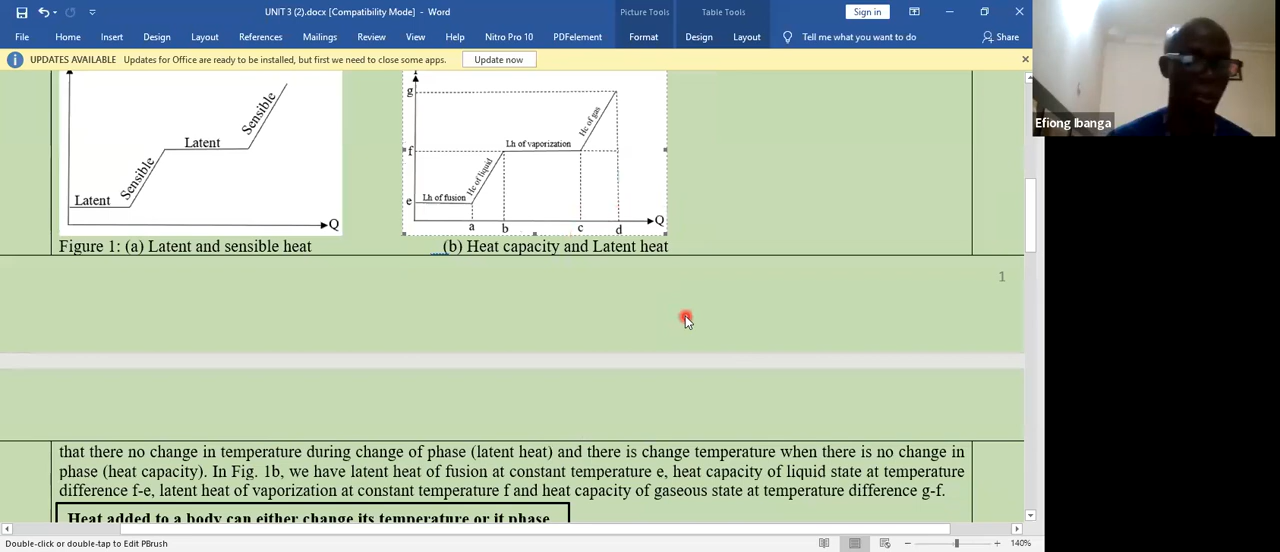 UNIT 3 (2).docx [Compatibility Mode] - Word
Picture Tools
Table Tools
Sign in
File Home Insert Design Layout References Mailings Review View Help Nitro Pro 10 PDFelement Format Design Layout Tell me what you want to do Share
UPDATES AVAILABLE Updates for Office are ready to be installed, but first we need to close some apps. Update now
Efiong Ibanga
Latent
Sensible
Latent
Sensible
Q
g
f
e
Lh of fusion
Hc of liquid
Lh of vaporization
Hc of gas
Q
a b c d
Figure 1: (a) Latent and sensible heat (b) Heat capacity and Latent heat
1
that there no change in temperature during change of phase (latent heat) and there is change temperature when there is no change in
phase (heat capacity). In Fig. 1b, we have latent heat of fusion at constant temperature e, heat capacity of liquid state at temperature
difference f-e, latent heat of vaporization at constant temperature f and heat capacity of gaseous state at temperature difference g-f.
Heat added to a body can either change its temperature or it phase
Double-click or double-tap to Edit PBrush
140%